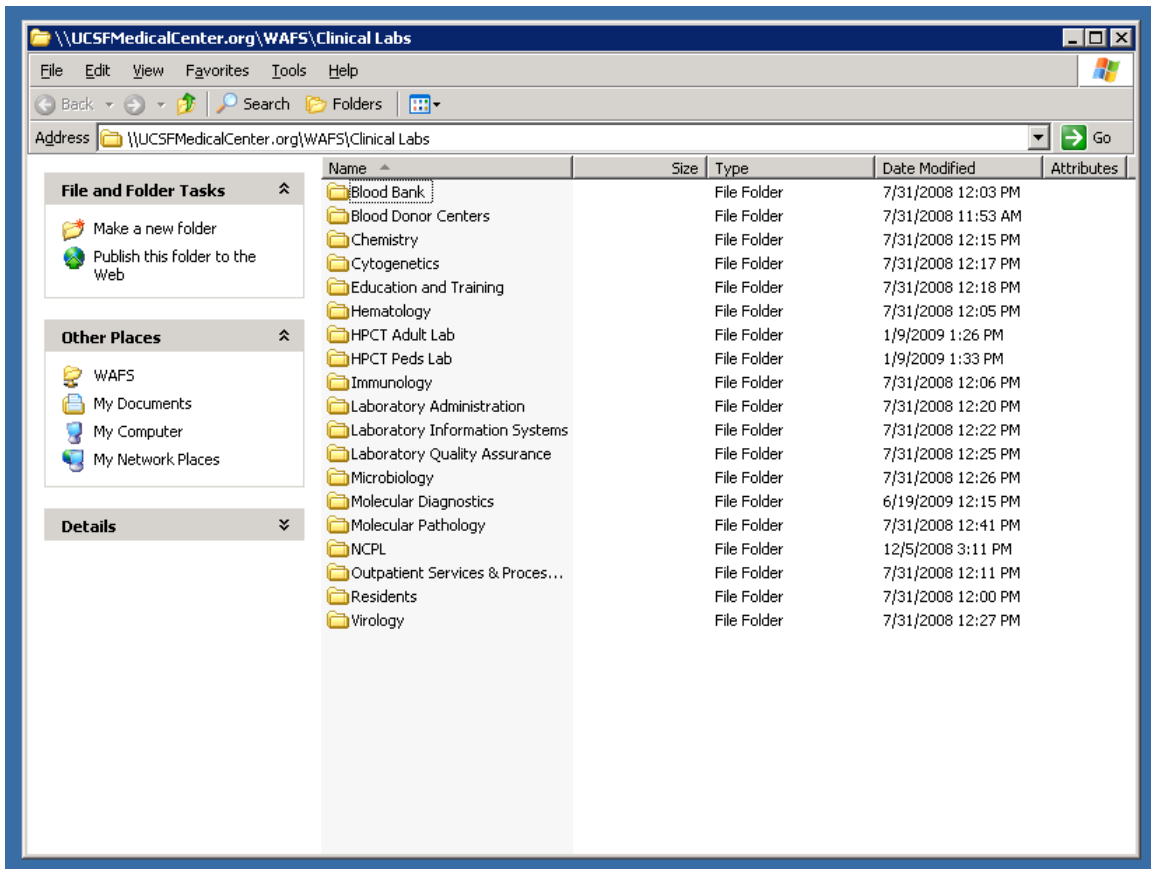 \\UCSFMedicalCenter.org\WAFS\Clinical Labs
File Edit View Favorites Tools Help
Back Search Folders
Address \\UCSFMedicalCenter.org\WAFS\Clinical Labs Go
File and Folder Tasks
Make a new folder
Publish this folder to the
Web
Other Places
WAFS
My Documents
My Computer
My Network Places
Details
Name Size Type Date Modified Attributes
Blood Bank File Folder 7/31/2008 12:03 PM
Blood Donor Centers File Folder 7/31/2008 11:53 AM
Chemistry File Folder 7/31/2008 12:15 PM
Cytogenetics File Folder 7/31/2008 12:17 PM
Education and Training File Folder 7/31/2008 12:18 PM
Hematology File Folder 7/31/2008 12:05 PM
HPCT Adult Lab File Folder 1/9/2009 1:26 PM
HPCT Peds Lab File Folder 1/9/2009 1:33 PM
Immunology File Folder 7/31/2008 12:06 PM
Laboratory Administration File Folder 7/31/2008 12:20 PM
Laboratory Information Systems File Folder 7/31/2008 12:22 PM
Laboratory Quality Assurance File Folder 7/31/2008 12:25 PM
Microbiology File Folder 7/31/2008 12:26 PM
Molecular Diagnostics File Folder 6/19/2009 12:15 PM
Molecular Pathology File Folder 7/31/2008 12:41 PM
NCPL File Folder 12/5/2008 3:11 PM
Outpatient Services & Proces... File Folder 7/31/2008 12:11 PM
Residents File Folder 7/31/2008 12:00 PM
Virology File Folder 7/31/2008 12:27 PM